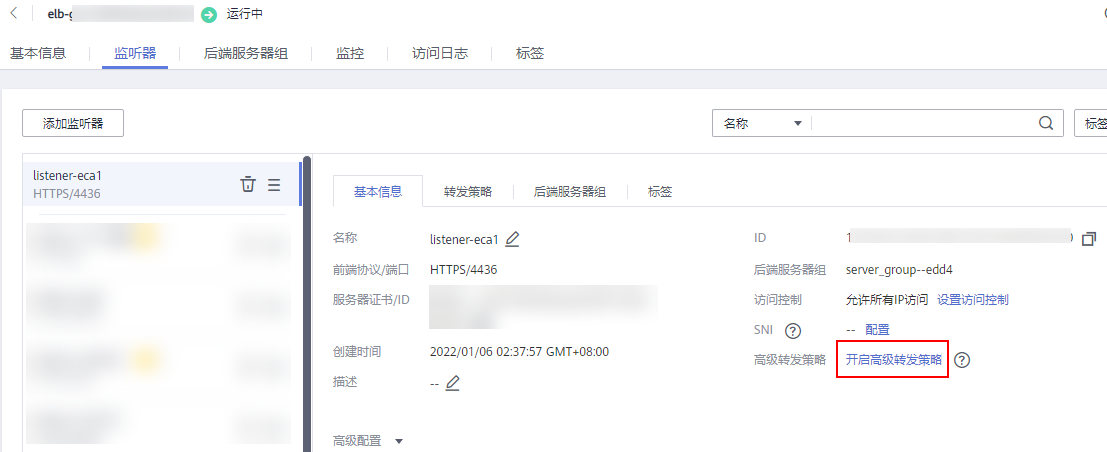 elb-g 运行中
基本信息 监听器 后端服务器组 监控 访问日志 标签
添加监听器 名称 标签
listener-eca1
HTTPS/4436
基本信息 转发策略 后端服务器组 标签
名称 listener-eca1 ID 1
前端协议/端口 HTTPS/4436 后端服务器组 server_group--edd4
服务器证书/ID 访问控制 允许所有IP访问 设置访问控制
SNI ? -- 配置
创建时间 2022/01/06 02:37:57 GMT+08:00 高级转发策略 开启高级转发策略 ?
描述 --
高级配置